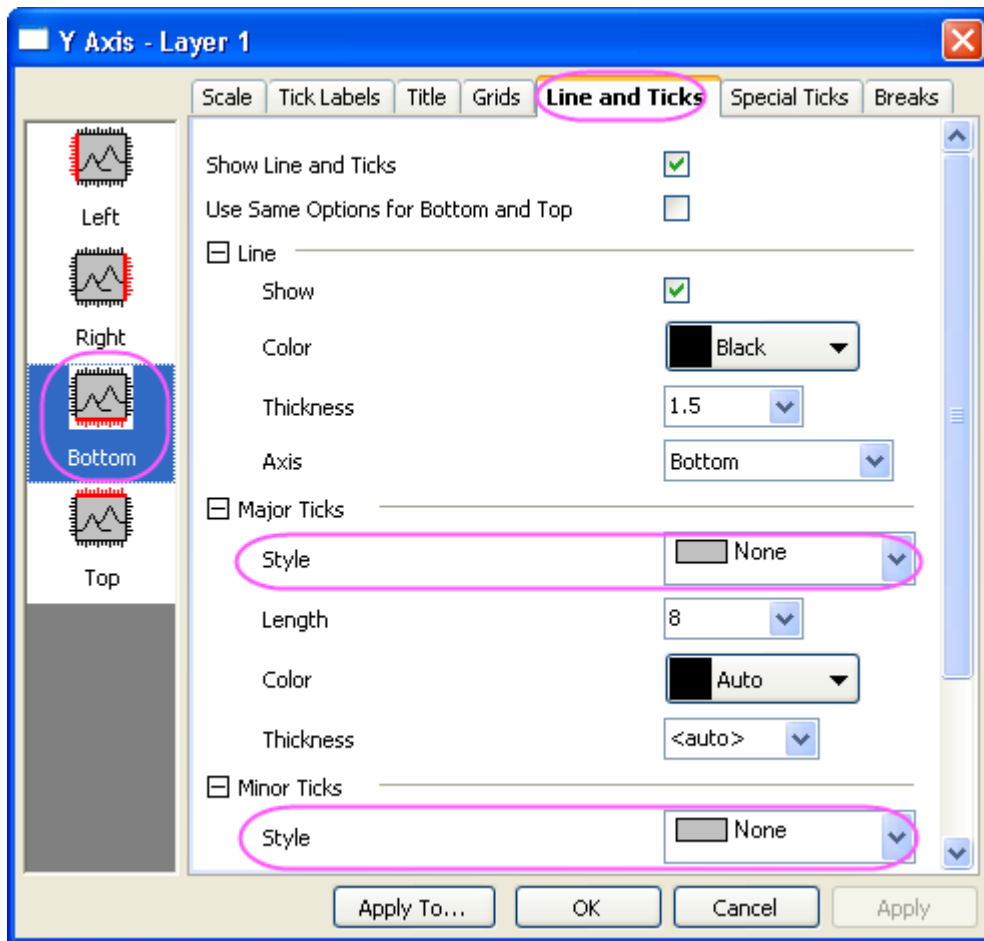 Y Axis - Layer 1
Scale Tick Labels Title Grids Line and Ticks Special Ticks Breaks
Left
Right
Bottom
Top
Show Line and Ticks
Use Same Options for Bottom and Top
Line
Show
Color Black
Thickness 1.5
Axis Bottom
Major Ticks
Style None
Length 8
Color Auto
Thickness <auto>
Minor Ticks
Style None
Apply To... OK Cancel Apply